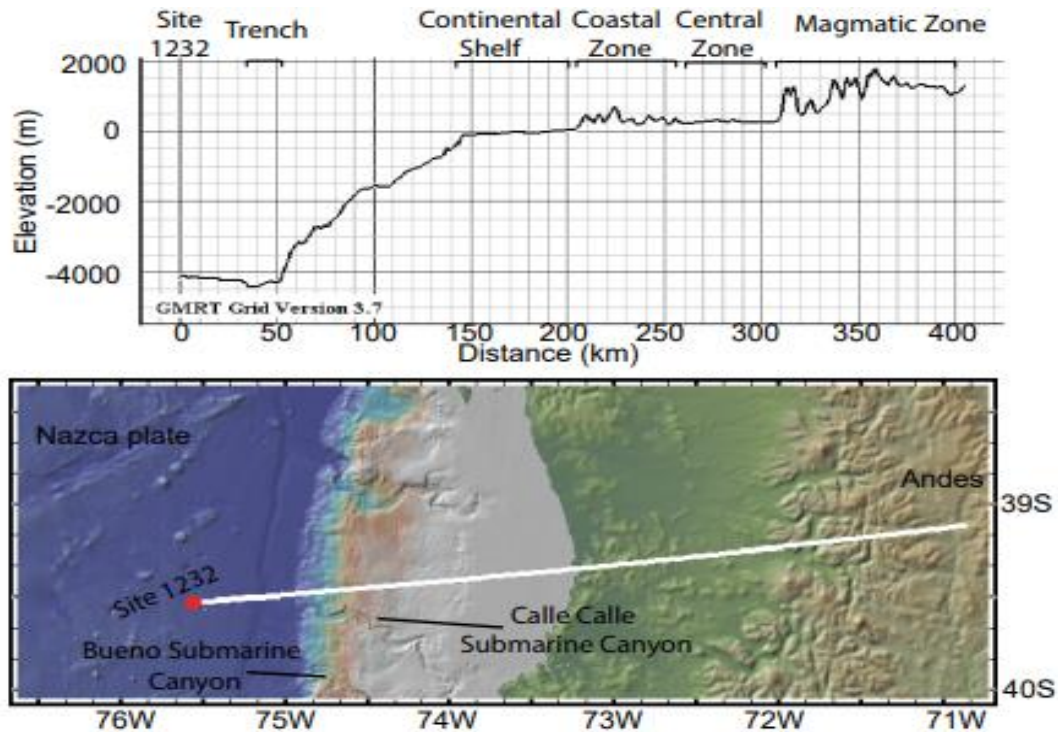 Site
1232
Trench
Continental
Shelf
Coastal
Zone
Central
Zone
Magmatic Zone
Elevation (m)
2000
0
-2000
-4000
GMRT Grid Version 3.7
0 50 100 150 200 250 300 350 400
Distance (km)
Nazca plate
Andes
39S
Site 1232
Calle Calle
Submarine Canyon
Bueno Submarine
Canyon
40S
76W 75W 74W 73W 72W 71W